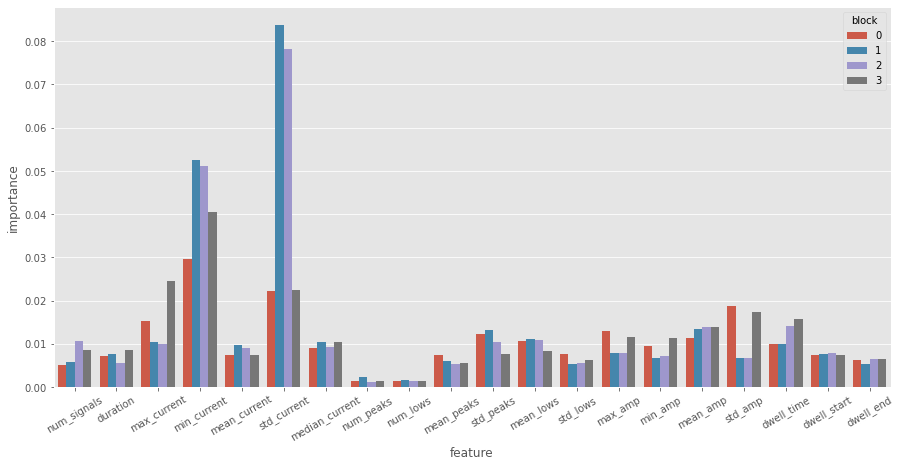 block
0
1
2
3
0.08
0.07
0.06
0.05
0.04
0.03
0.02
0.01
0.00
importance
num_signals
duration
max_current
min_current
mean_current
std_current
median_current
num_peaks
num_lows
mean_peaks
std_peaks
mean_lows
std_lows
max_amp
min_amp
mean_amp
std_amp
dwell_time
dwell_start
dwell_end
feature